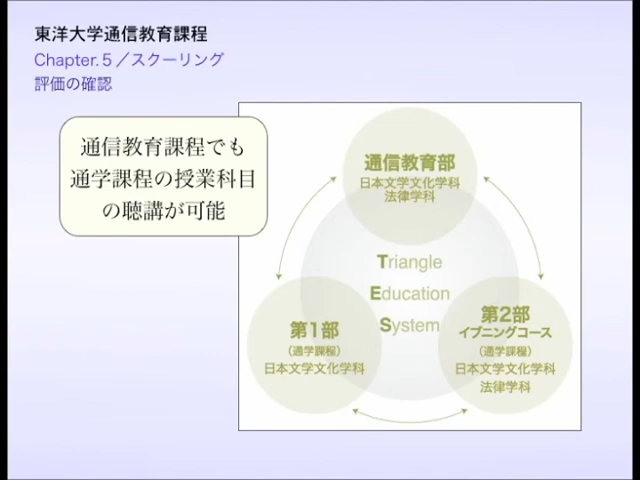 東洋大学通信教育課程
Chapter.5／スクーリング
評価の確認
通信教育課程でも
通学課程の授業科目
の聴講が可能
通信教育部
日本文学文化学科
法律学科
Triangle
Education
System
第1部
（通学課程）
日本文学文化学科
第2部
イブニングコース
（通学課程）
日本文学文化学科
法律学科